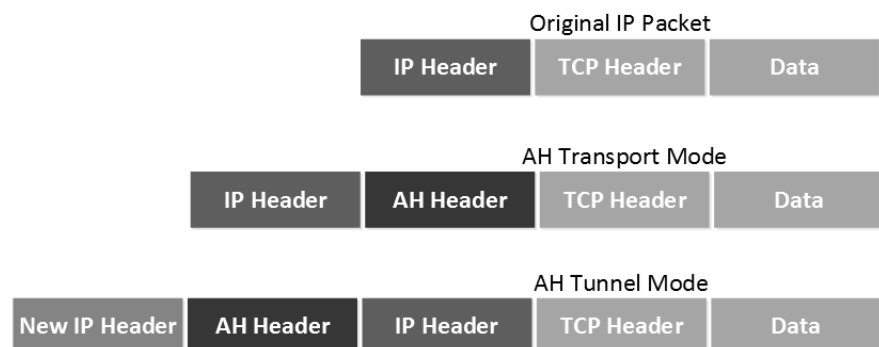 Original IP Packet
IP Header TCP Header Data
AH Transport Mode
IP Header AH Header TCP Header Data
AH Tunnel Mode
New IP Header AH Header IP Header TCP Header Data